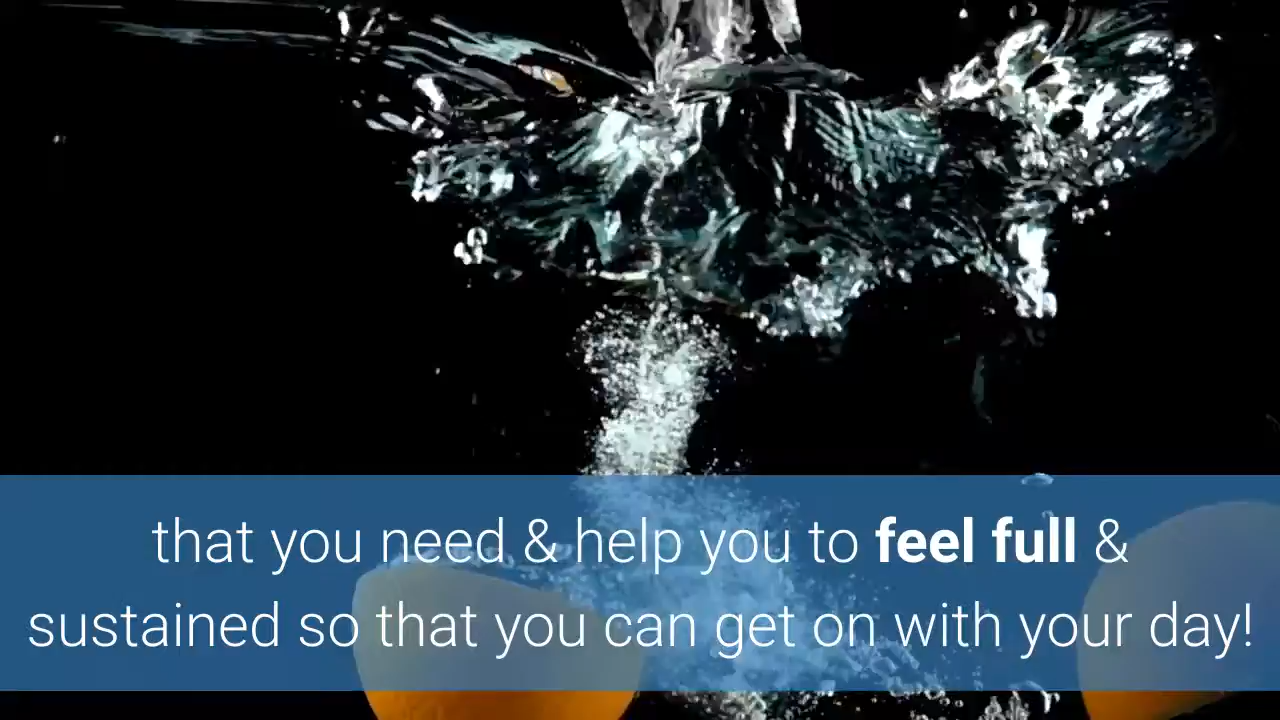 that you need & help you to feel full &
sustained so that you can get on with your day!